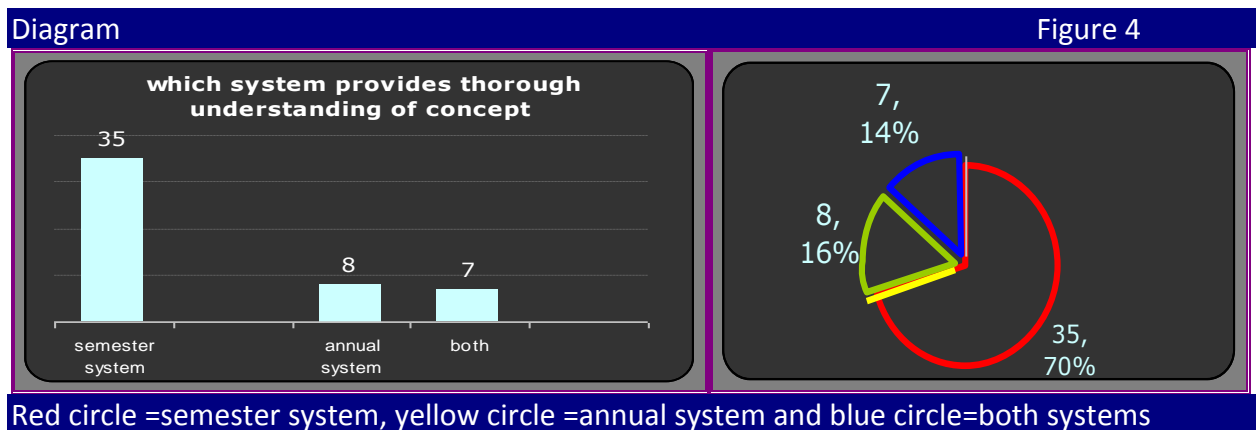 Diagram Figure 4
which system provides thorough
understanding of concept
35
8
7
semester
system
annual
system
both
7,
14%
8,
16%
35,
70%
Red circle =semester system, yellow circle =annual system and blue circle=both systems